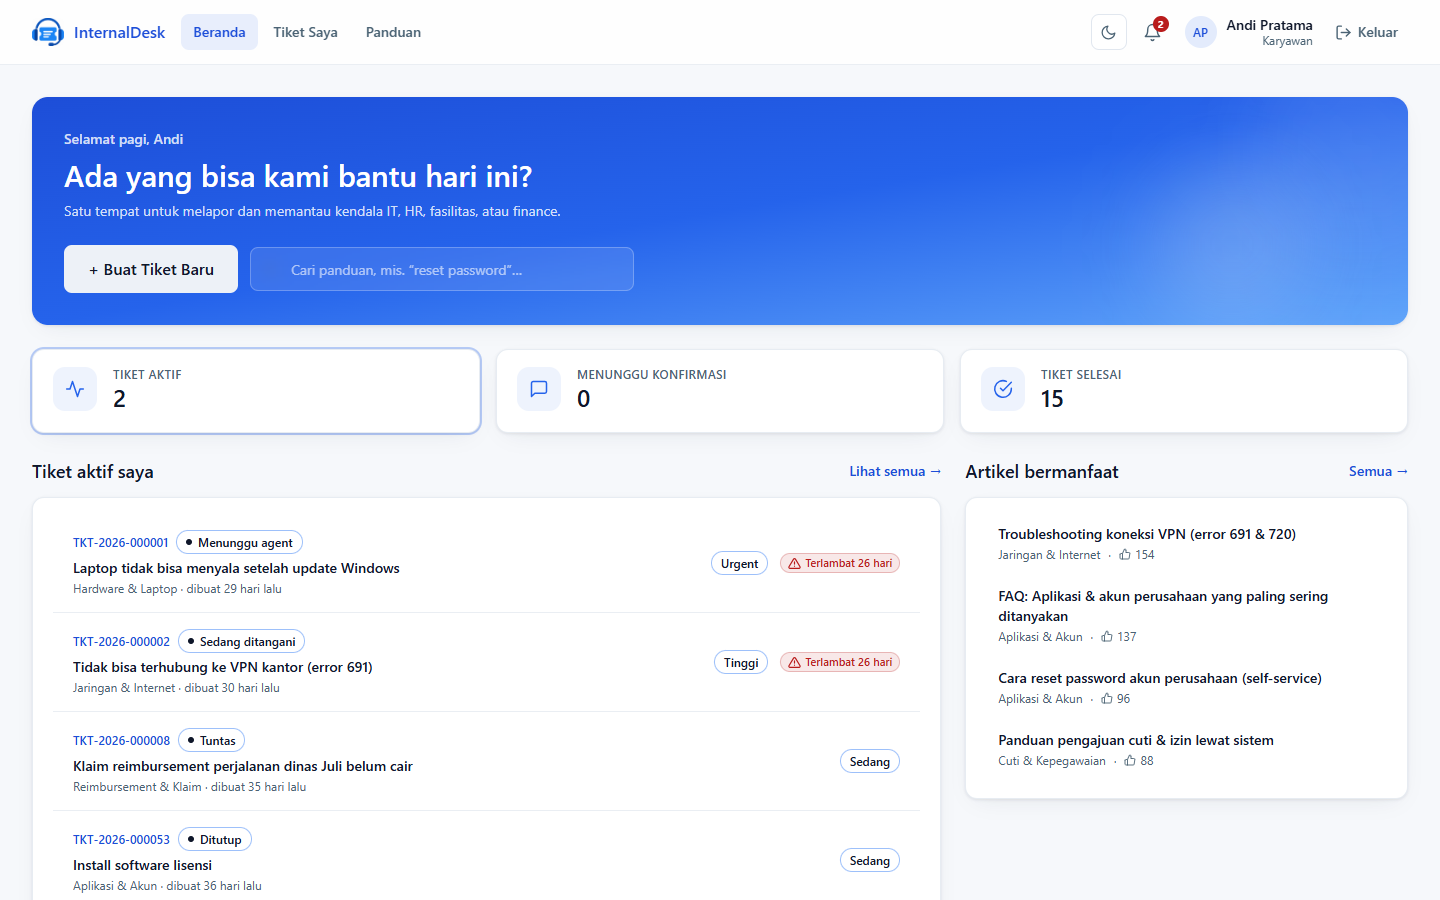 InternalDesk
Beranda
Tiket Saya
Panduan
2
AP
Andi Pratama
Karyawan
Keluar
Selamat pagi, Andi
Ada yang bisa kami bantu hari ini?
Satu tempat untuk melapor dan memantau kendala IT, HR, fasilitas, atau finance.
+ Buat Tiket Baru
Cari panduan, mis. “reset password”...
TIKET AKTIF
2
MENUNGGU KONFIRMASI
0
TIKET SELESAI
15
Tiket aktif saya
Lihat semua →
TKT-2026-000001
Menunggu agent
Laptop tidak bisa menyala setelah update Windows
Hardware & Laptop · dibuat 29 hari lalu
Urgent
Terlambat 26 hari
TKT-2026-000002
Sedang ditangani
Tidak bisa terhubung ke VPN kantor (error 691)
Jaringan & Internet · dibuat 30 hari lalu
Tinggi
Terlambat 26 hari
TKT-2026-000008
Tuntas
Klaim reimbursement perjalanan dinas Juli belum cair
Reimbursement & Klaim · dibuat 35 hari lalu
Sedang
TKT-2026-000053
Ditutup
Install software lisensi
Aplikasi & Akun · dibuat 36 hari lalu
Sedang
Artikel bermanfaat
Semua →
Troubleshooting koneksi VPN (error 691 & 720)
Jaringan & Internet · 154
FAQ: Aplikasi & akun perusahaan yang paling sering
ditanyakan
Aplikasi & Akun · 137
Cara reset password akun perusahaan (self-service)
Aplikasi & Akun · 96
Panduan pengajuan cuti & izin lewat sistem
Cuti & Kepegawaian · 88